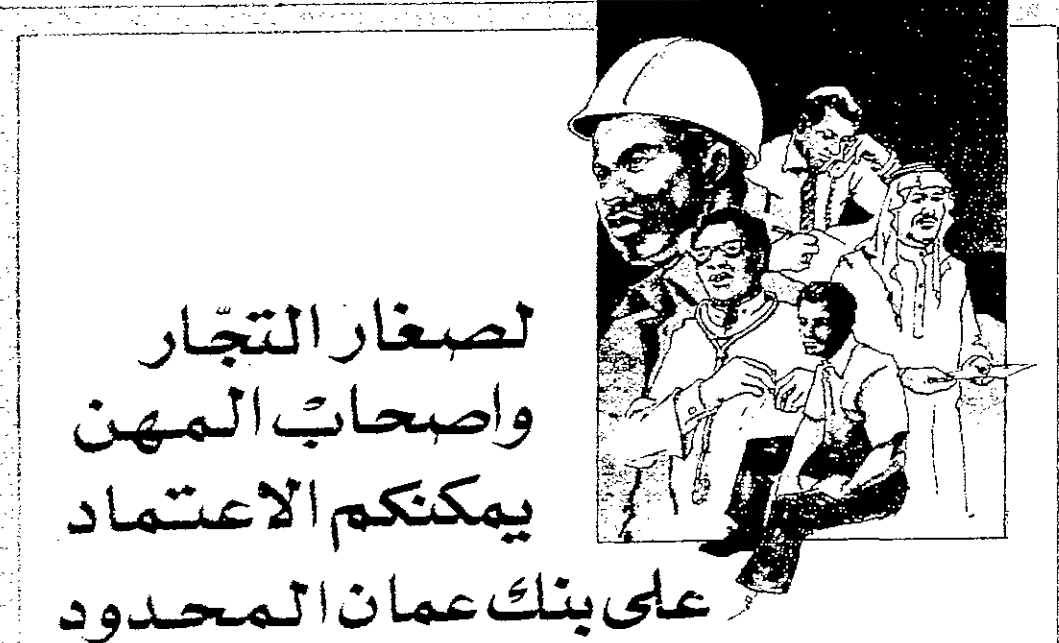 لصغار التجّار
واصحاب المهن
يمكنكم الاعتماد
على بنك عمان المحدود